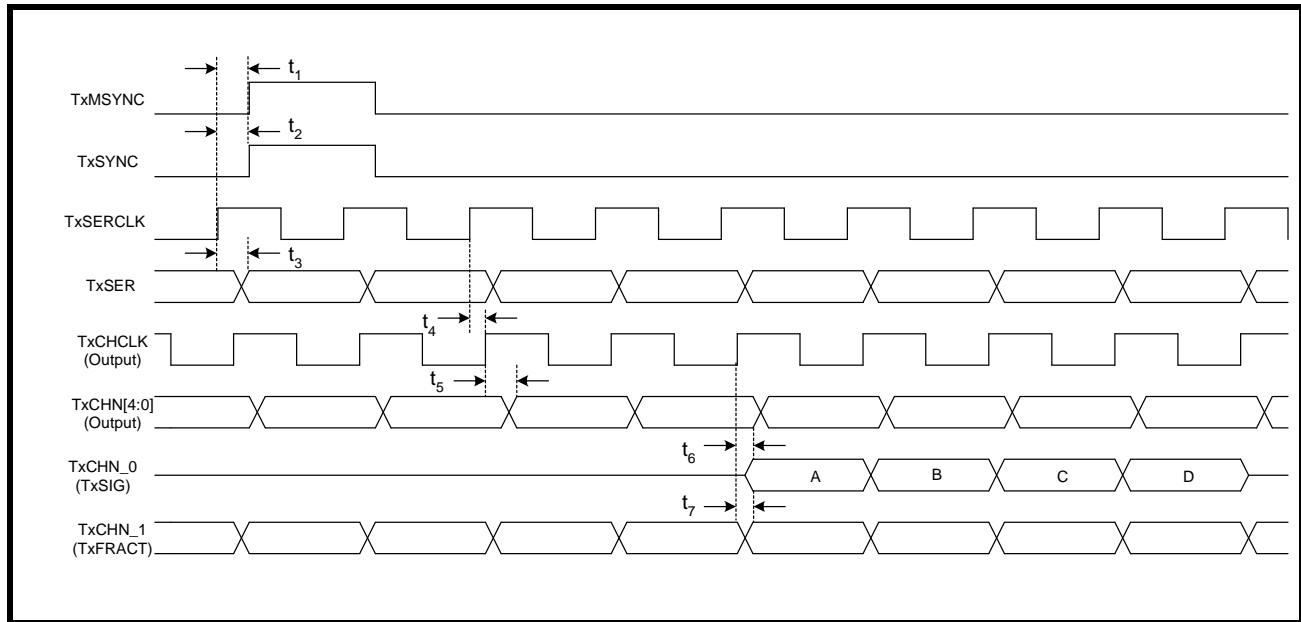 t1
TxMSYNC
t2
TxSYNC
TxSERCLK
t3
TxSER
t4
TxCHCLK
(Output)
t5
TxCHN[4:0]
(Output)
t6
TxCHN_0
(TxSIG)
A B C D
t7
TxCHN_1
(TxFRACT)